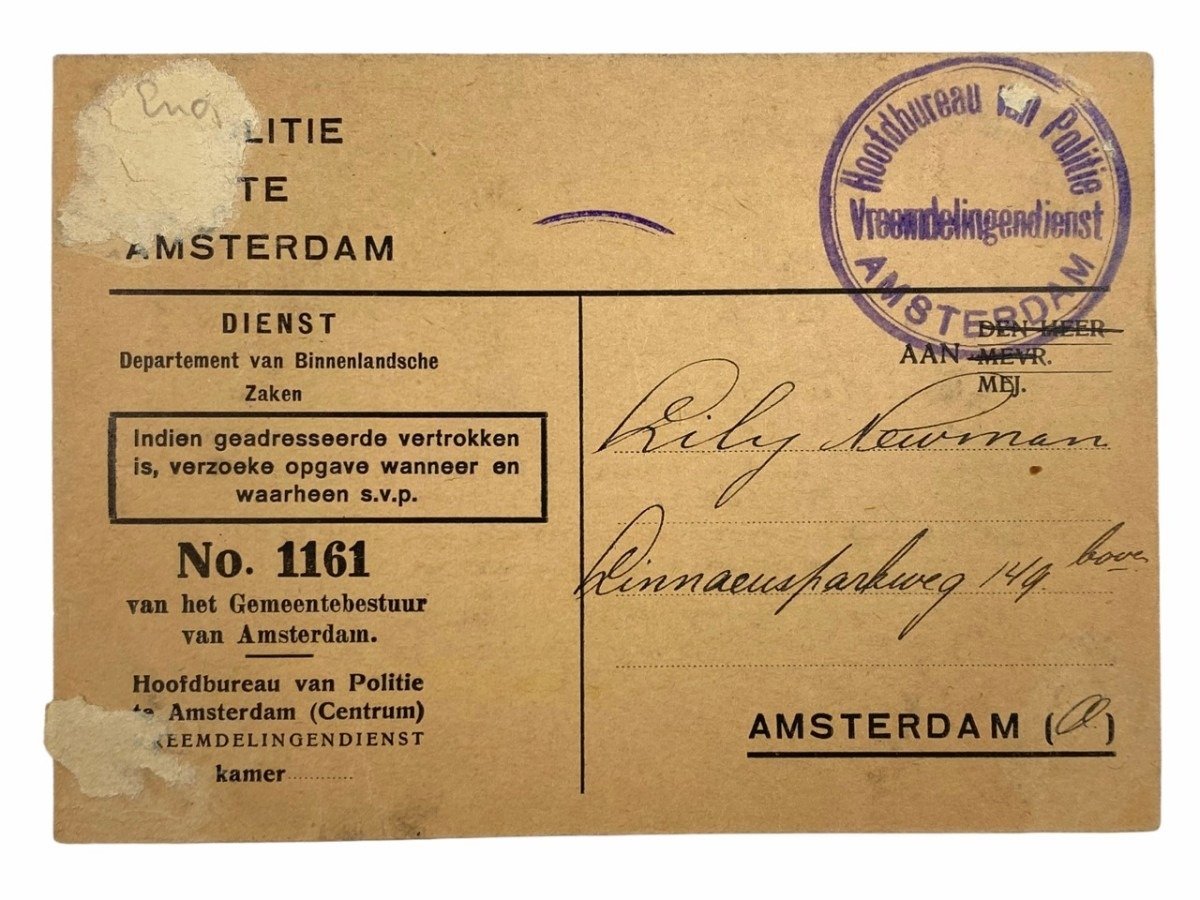 Eng,
LITIE
TE
AMSTERDAM
Hoofdbureau van Politie
Vreemdelingendienst
AMSTERDAM
DIENST
Departement van Binnenlandsche
Zaken
Indien geadresseerde vertrokken
is, verzoeke opgave wanneer en
waarheen s.v.p.
No. 1161
van het Gemeentebestuur
van Amsterdam.
Hoofdbureau van Politie
te Amsterdam (Centrum)
REEMDELINGENDIENST
kamer............
DEN HEER
AAN MEVR.
MEJ.
Lily Newman
Linnaeusparkweg 149 boven
AMSTERDAM (O.)